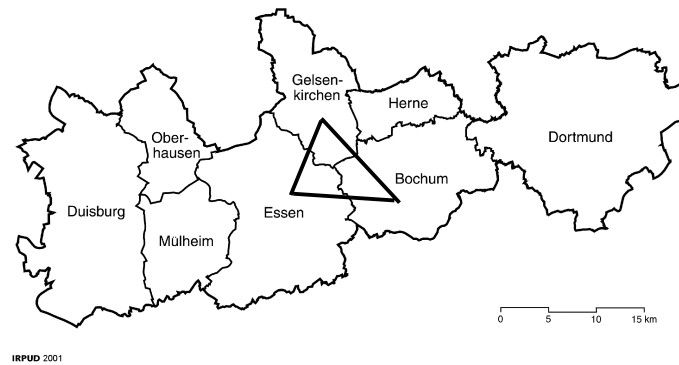 Gelsen-
kirchen
Herne
Ober-
hausen
Dortmund
Bochum
Duisburg
Essen
Mülheim
0 5 10 15 km
IRPUD 2001